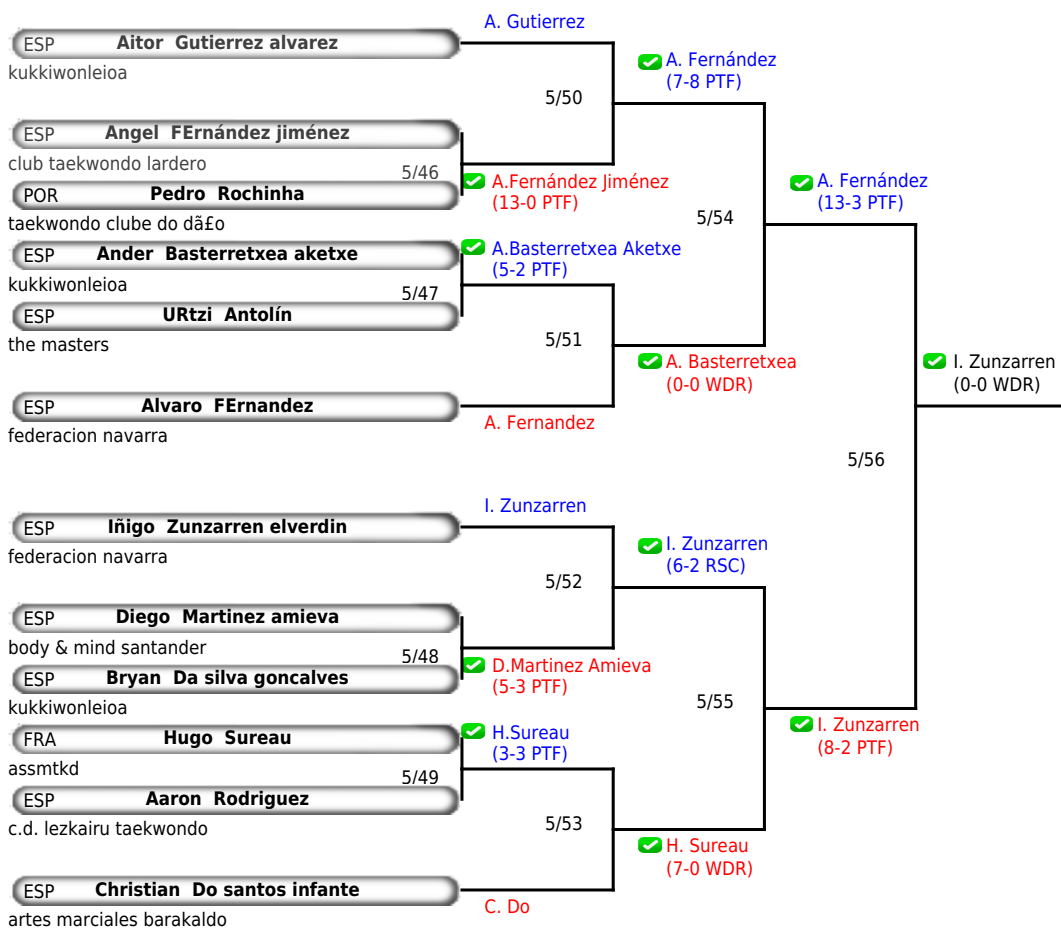 A. Gutierrez
ESP Aitor Gutierrez alvarez
kukkiwonleioa
A. Fernández
(7-8 PTF)
5/50
ESP Angel FErnández jiménez
club taekwondo lardero
5/46
A.Fernández Jiménez
(13-0 PTF)
A. Fernández
(13-3 PTF)
POR Pedro Rochinha
taekwondo clube do dã£o
5/54
ESP Ander Basterretxea aketxe
A.Basterretxea Aketxe
(5-2 PTF)
kukkiwonleioa
5/47
ESP URtzi Antolín
the masters
5/51
A. Basterretxea
(0-0 WDR)
I. Zunzarren
(0-0 WDR)
ESP Alvaro FErnandez
federacion navarra
A. Fernandez
5/56
I. Zunzarren
ESP Iñigo Zunzarren elverdin
federacion navarra
I. Zunzarren
(6-2 RSC)
5/52
ESP Diego Martinez amieva
body & mind santander
5/48
D.Martinez Amieva
(5-3 PTF)
ESP Bryan Da silva goncalves
kukkiwonleioa
5/55
FRA Hugo Sureau
H.Sureau
(3-3 PTF)
I. Zunzarren
(8-2 PTF)
assmtkd
5/49
ESP Aaron Rodriguez
c.d. lezkairu taekwondo
5/53
H. Sureau
(7-0 WDR)
ESP Christian Do santos infante
artes marciales barakaldo
C. Do